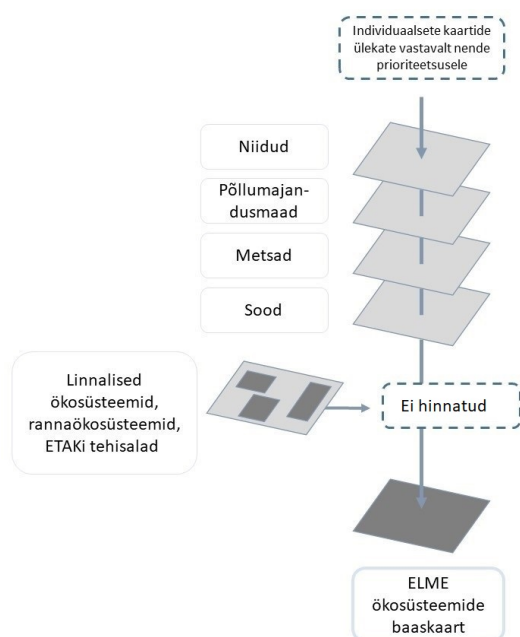 Individuaalsete kaartide
ülekate vastavalt nende
prioriteetsusele
Niidud
Põllumajan-
dusmaad
Metsad
Sood
Linnalised
ökosüsteemid,
rannaökosüsteemid,
ETAKi tehisalad
Ei hinnatud
ELME
ökosüsteemide
baaskaart